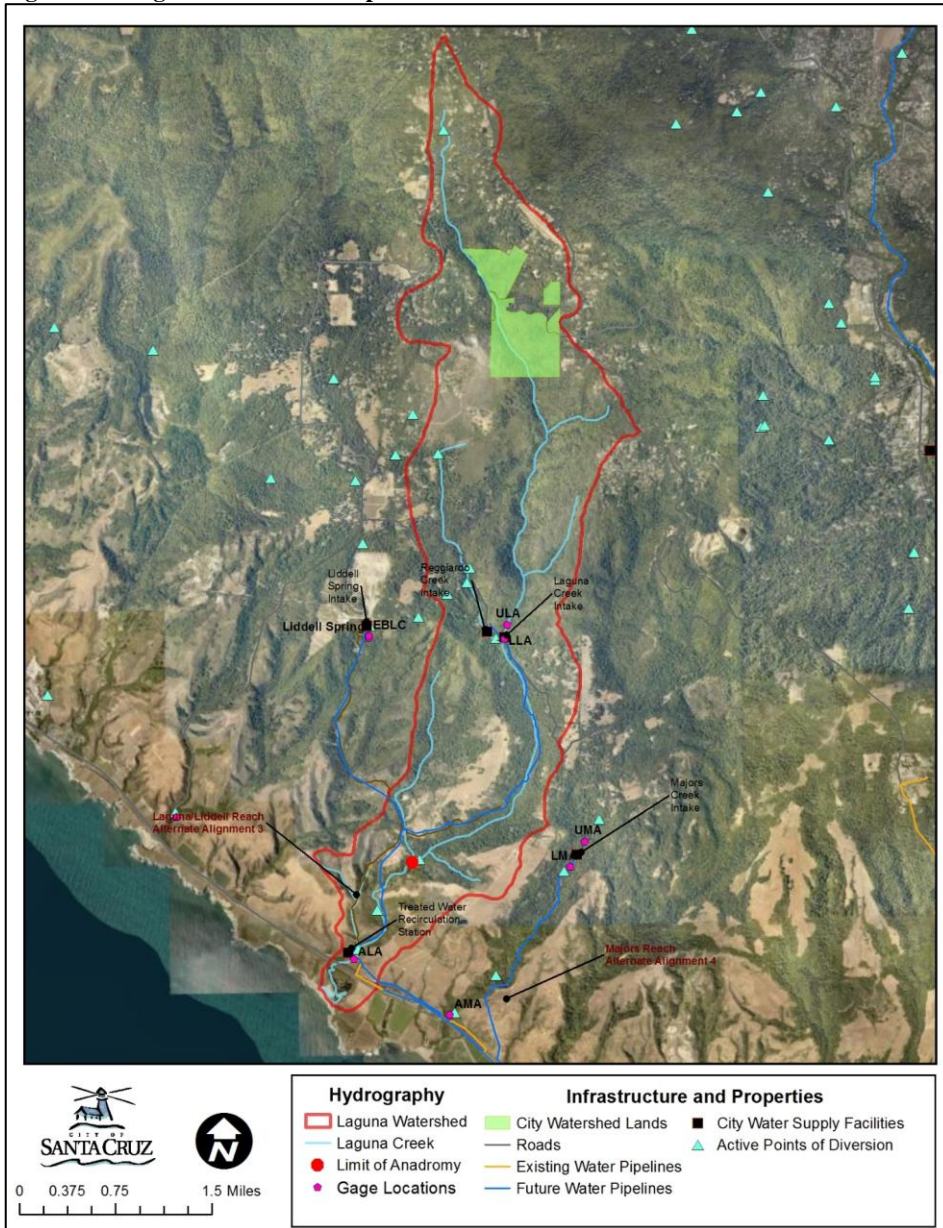 Liddell
Spring
Intake
Reggiardo
Creek
Intake
Laguna
Creek
Intake
ULA
Liddell Spring
EBLC
LLA
Majors
Creek
Intake
UMA
Laguna/Liddell Reach
Alternate Alignment 3
LM
Treated Water
Recirculation
Station
ALA
Majors Reach
Alternate Alignment 4
AMA
CITY OF
SANTA CRUZ
N
0 0.375 0.75 1.5 Miles
Hydrography
Laguna Watershed
Laguna Creek
Limit of Anadromy
Gage Locations
Infrastructure and Properties
City Watershed Lands
Roads
Existing Water Pipelines
Future Water Pipelines
City Water Supply Facilities
Active Points of Diversion